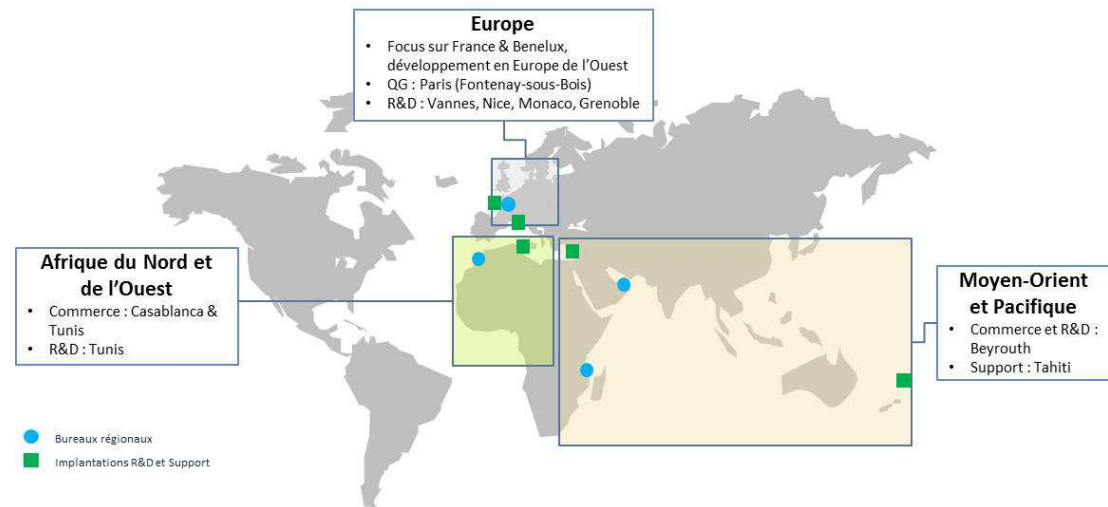 Europe
• Focus sur France & Benelux,
développement en Europe de l’Ouest
• QG : Paris (Fontenay-sous-Bois)
• R&D : Vannes, Nice, Monaco, Grenoble
Afrique du Nord et
de l’Ouest
• Commerce : Casablanca &
Tunis
• R&D : Tunis
Moyen-Orient
et Pacifique
• Commerce et R&D :
Beyrouth
• Support : Tahiti
Bureaux régionaux
Implantations R&D et Support